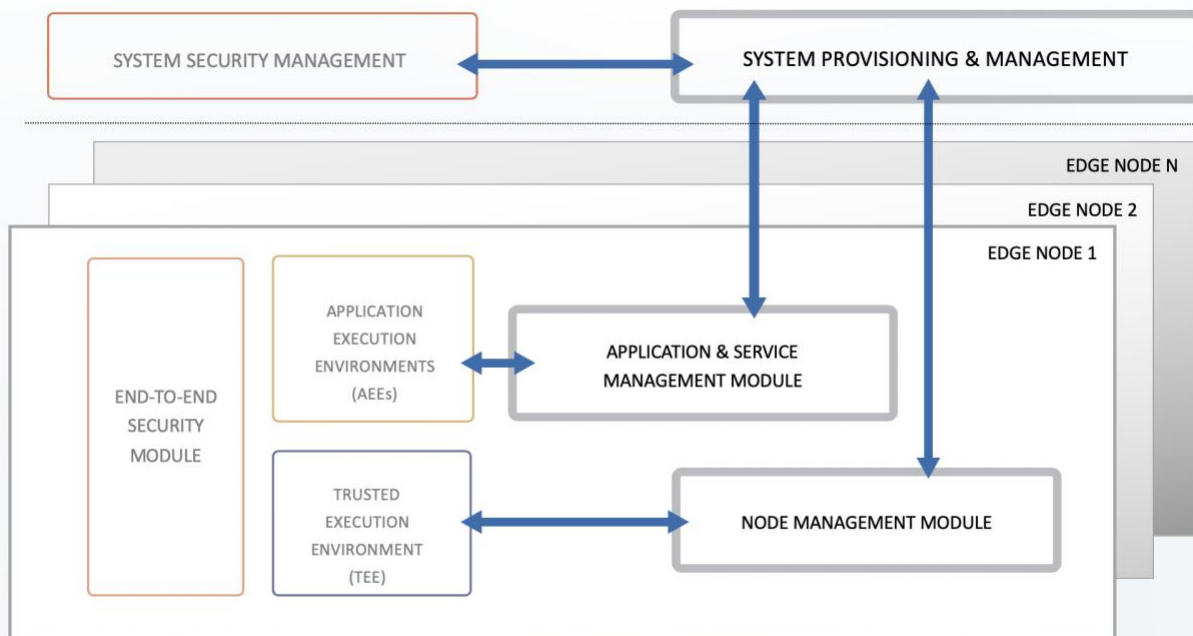 SYSTEM SECURITY MANAGEMENT
SYSTEM PROVISIONING & MANAGEMENT
EDGE NODE N
EDGE NODE 2
EDGE NODE 1
END-TO-END
SECURITY
MODULE
APPLICATION
EXECUTION
ENVIRONMENTS
(AEEs)
APPLICATION & SERVICE
MANAGEMENT MODULE
TRUSTED
EXECUTION
ENVIRONMENT
(TEE)
NODE MANAGEMENT MODULE